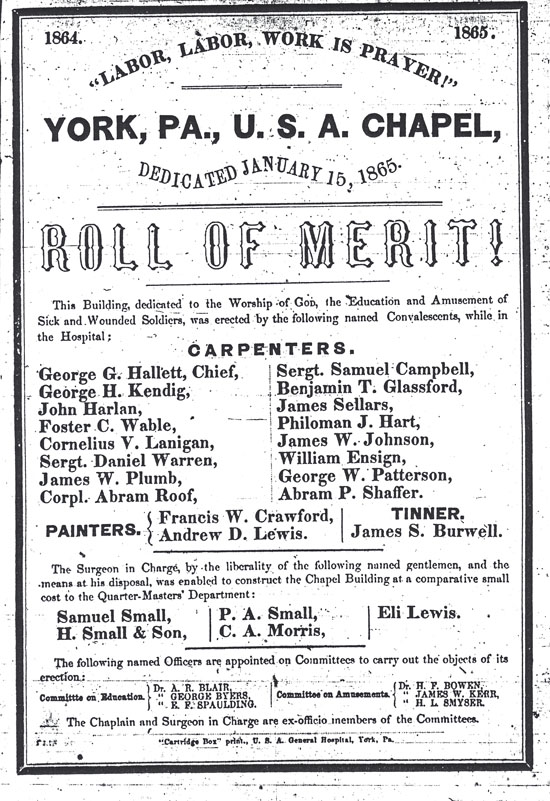 1864.
1865.
"LABOR, LABOR, WORK IS PRAYER!"
YORK, PA., U. S. A. CHAPEL,
DEDICATED JANUARY 15, 1865.
ROLL OF MERIT!
This Building, dedicated to the Worship of GOD, the Education and Amusement of
Sick and Wounded Soldiers, was erected by the following named Convalescents, while in
the Hospital;
CARPENTERS.
George G. Hallett, Chief,
George H. Kendig,
John Harlan,
Foster C. Wable,
Cornelius V. Lanigan,
Sergt. Daniel Warren,
James W. Plumb,
Corpl. Abram Roof,
Sergt. Samuel Campbell,
Benjamin T. Glassford,
James Sellars,
Philoman J. Hart,
James W. Johnson,
William Ensign,
George W. Patterson,
Abram P. Shaffer.
PAINTERS.
Francis W. Crawford,
Andrew D. Lewis.
TINNER.
James S. Burwell.
The Surgeon in Charge, by the liberality of the following named gentlemen, and the
means at his disposal, was enabled to construct the Chapel Building at a comparative small
cost to the Quarter-Masters' Department:
Samuel Small,
H. Small & Son,
P. A. Small,
C. A. Morris,
Eli Lewis.
The following named Officers are appointed on Committees to carry out the objects of its
erection:
Committte on Education.
Dr. A. R. BLAIR,
" GEORGE BYERS,
" E. F. SPAULDING.
Committee on Amusements.
Dr. H. F. BOWEN,
" JAMES W. KERR,
" H. L. SMYSER.
The Chaplain and Surgeon in Charge are ex-officio members of the Committees.
"Cartridge Box" print., U. S. A. General Hospital, York, Pa.